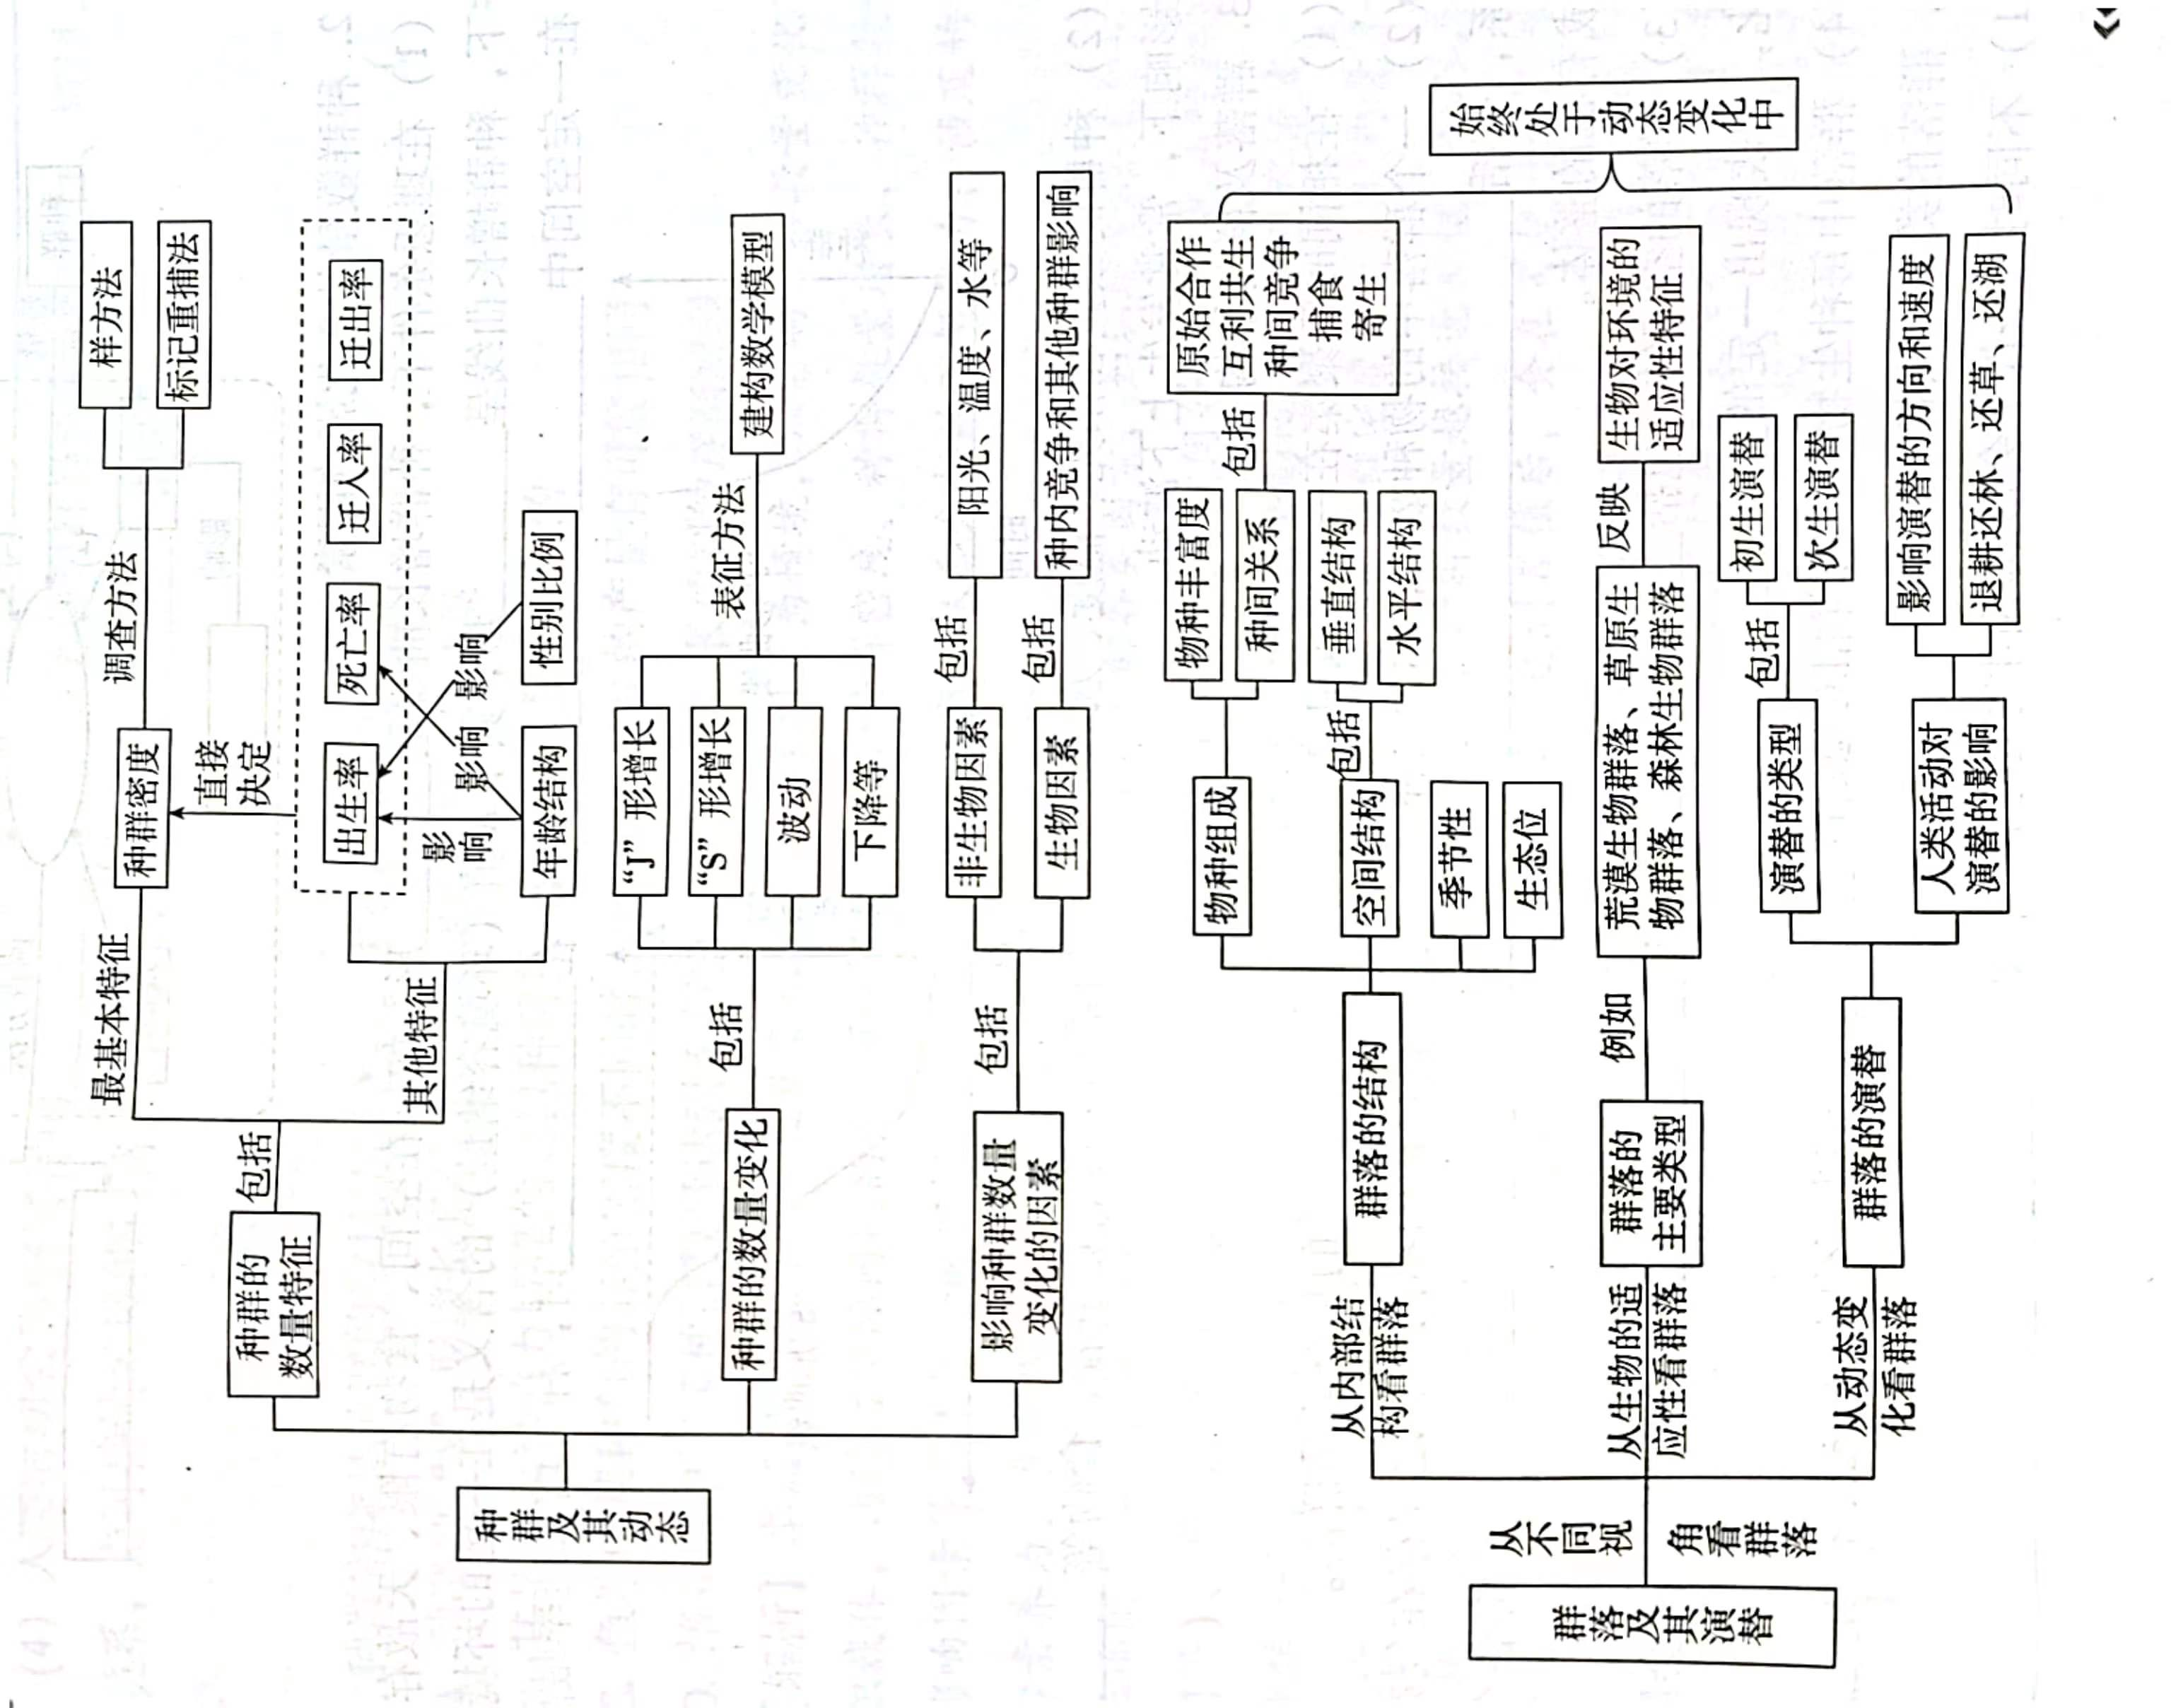 种群及其动态
种群的
数量特征
包括
最基本特征
种群密度
调查方法
样方法
标记重捕法
直接
决定
其他特征
出生率
死亡率
迁入率
迁出率
影响
影响
影响
年龄结构
性别比例
种群的数量变化
包括
“J”形增长
“S”形增长
波动
下降等
表征方法
建构数学模型
影响种群数量
变化的因素
包括
非生物因素
包括
阳光、温度、水等
生物因素
包括
种内竞争和其他种群影响
群落及其演替
从不同视
角看群落
从内部结
构看群落
群落的结构
物种组成
物种丰富度
种间关系
包括
原始合作
互利共生
种间竞争
捕食
寄生
空间结构
包括
垂直结构
水平结构
季节性
生态位
从生物的适
应性看群落
群落的
主要类型
例如
荒漠生物群落、草原生
物群落、森林生物群落
反映
生物对环境的
适应性特征
从动态变
化看群落
群落的演替
演替的类型
包括
初生演替
次生演替
人类活动对
演替的影响
影响演替的方向和速度
退耕还林、还草、还湖
始终处于动态变化中